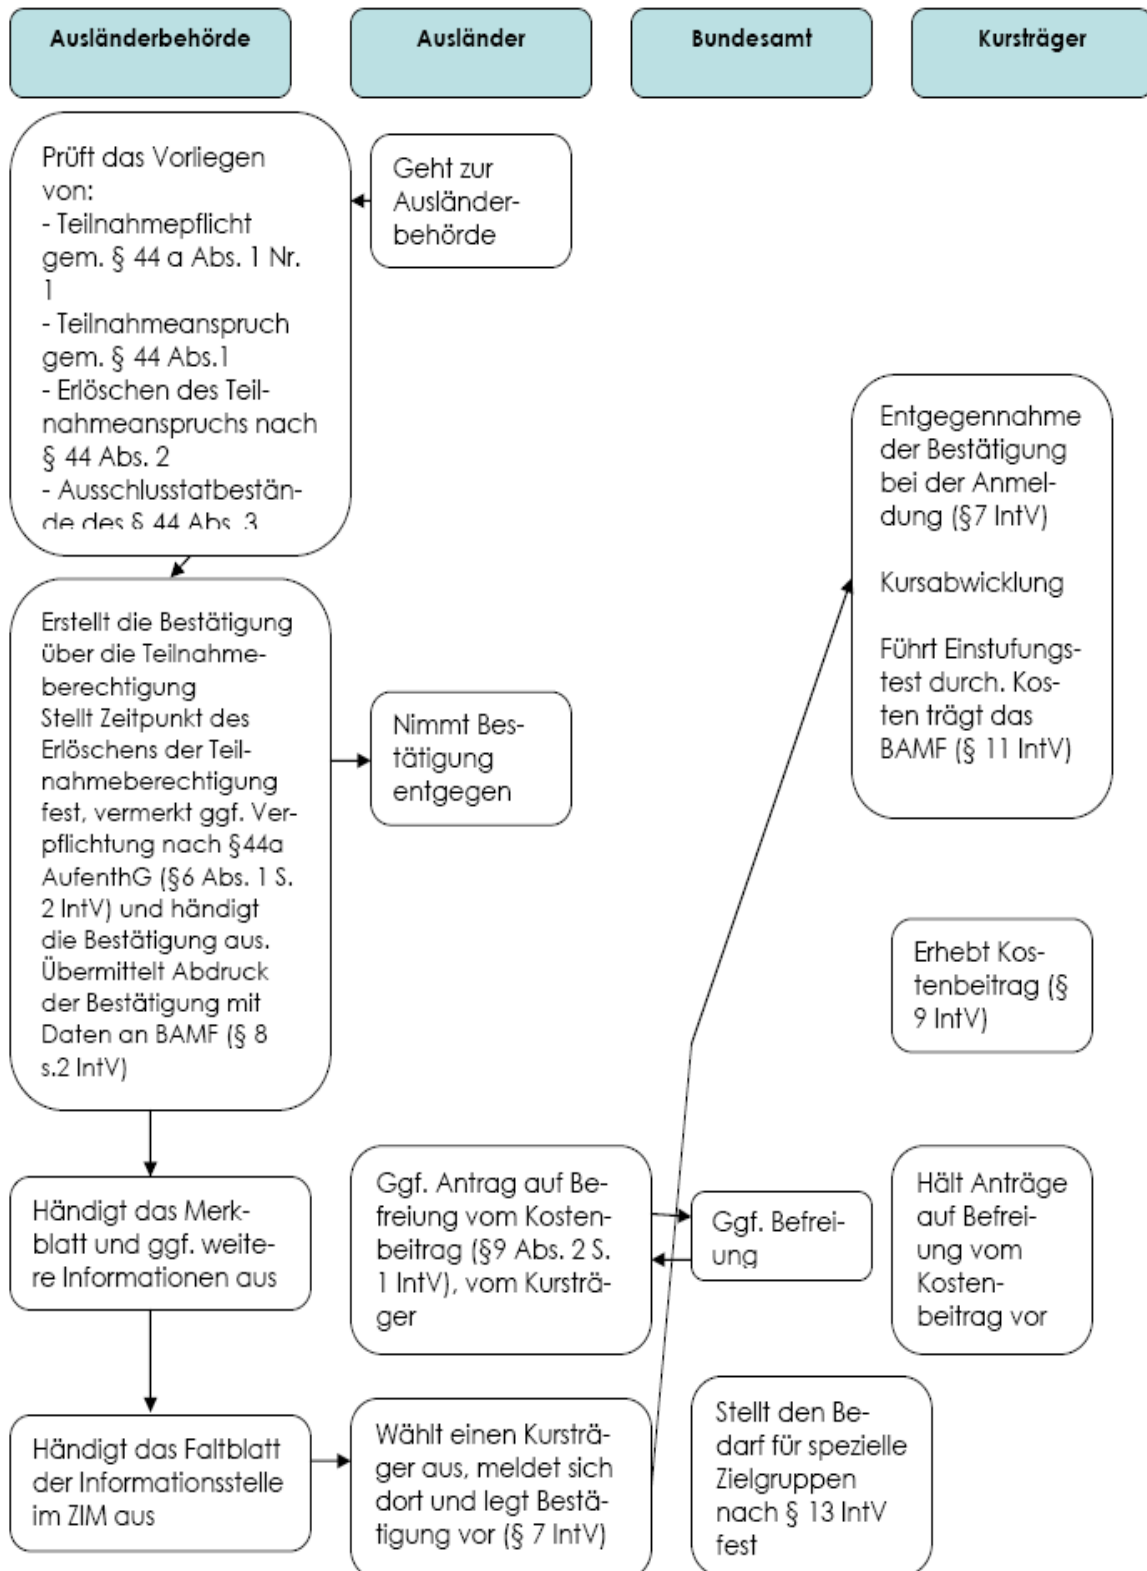 Ausländerbehörde
Ausländer
Bundesamt
Kursträger
Prüft das Vorliegen
von:
- Teilnahmepflicht
gem. § 44 a Abs. 1 Nr.
1
- Teilnahmeanspruch
gem. § 44 Abs.1
- Erlöschen des Teil-
nahmeanspruchs nach
§ 44 Abs. 2
- Ausschlusstatbestän-
de des § 44 Abs. 3
Geht zur
Ausländer-
behörde
Entgegennahme
der Bestätigung
bei der Anmel-
dung (§7 IntV)
Kursabwicklung
Führt Einstufungs-
test durch. Kos-
ten trägt das
BAMF (§ 11 IntV)
Erstellt die Bestätigung
über die Teilnahme-
berechtigung
Stellt Zeitpunkt des
Erlöschens der Teil-
nahmeberechtigung
fest, vermerkt ggf. Ver-
pflichtung nach §44a
AufenthG (§6 Abs. 1 S.
2 IntV) und händigt
die Bestätigung aus.
Übermittelt Abdruck
der Bestätigung mit
Daten an BAMF (§ 8
s.2 IntV)
Nimmt Bes-
tätigung
entgegen
Erhebt Kos-
tenbeitrag (§
9 IntV)
Händigt das Merk-
blatt und ggf. weite-
re Informationen aus
Ggf. Antrag auf Be-
freiung vom Kosten-
beitrag (§9 Abs. 2 S.
1 IntV), vom Kursträ-
ger
Ggf. Befrei-
ung
Hält Anträge
auf Befrei-
ung vom
Kosten-
beitrag vor
Händigt das Faltblatt
der Informationsstelle
im ZIM aus
Wählt einen Kursträ-
ger aus, meldet sich
dort und legt Bestä-
tigung vor (§ 7 IntV)
Stellt den Be-
darf für spezielle
Zielgruppen
nach § 13 IntV
fest